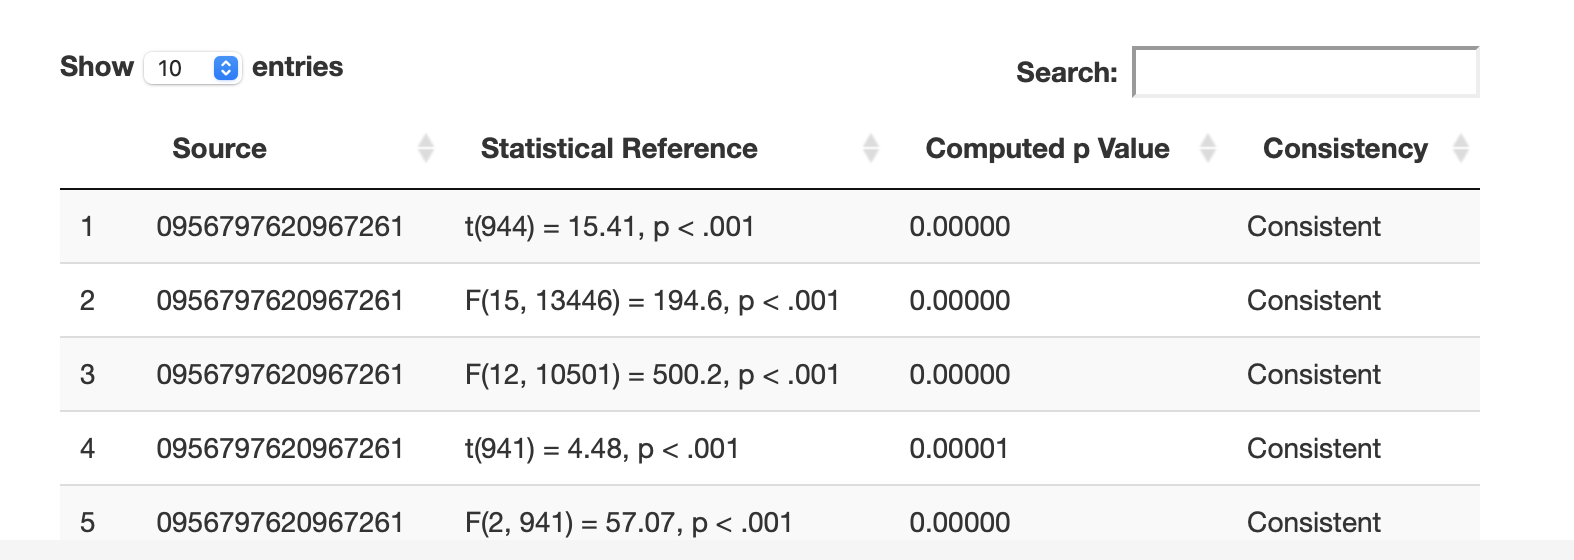 Show 10 entries Search:
Source Statistical Reference Computed p Value Consistency
1 0956797620967261 t(944) = 15.41, p < .001 0.00000 Consistent
2 0956797620967261 F(15, 13446) = 194.6, p < .001 0.00000 Consistent
3 0956797620967261 F(12, 10501) = 500.2, p < .001 0.00000 Consistent
4 0956797620967261 t(941) = 4.48, p < .001 0.00001 Consistent
5 0956797620967261 F(2, 941) = 57.07, p < .001 0.00000 Consistent